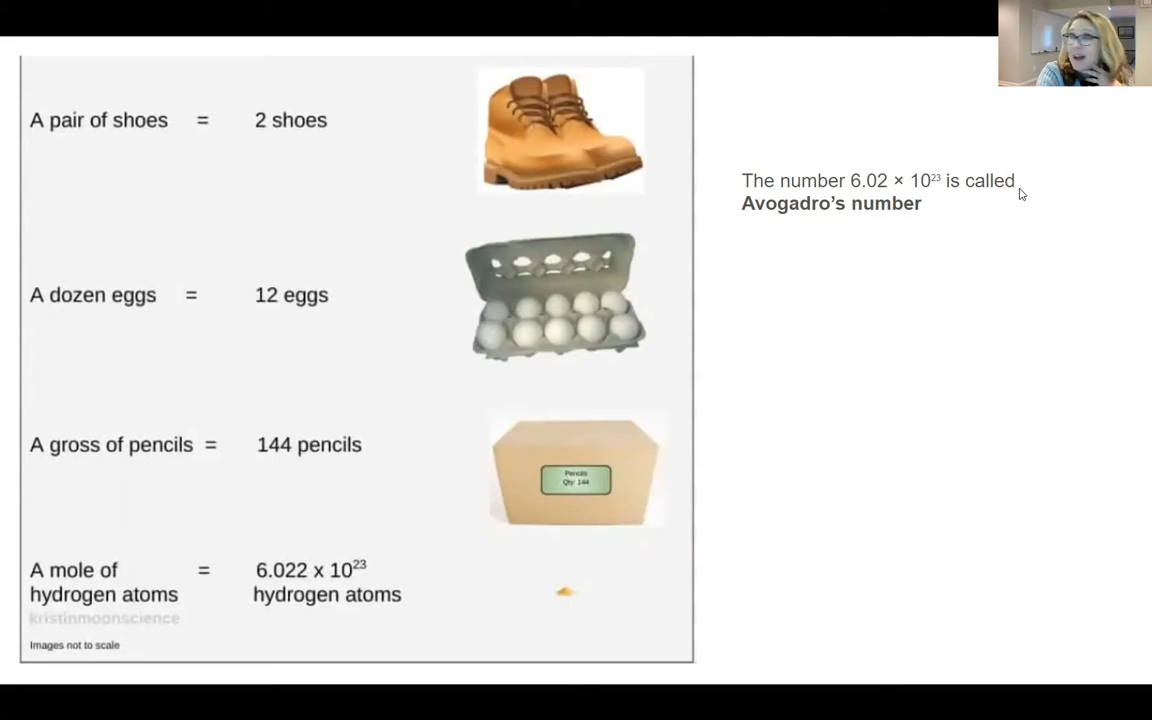 A pair of shoes = 2 shoes
The number 6.02 × 10²³ is called
Avogadro’s number
A dozen eggs = 12 eggs
A gross of pencils = 144 pencils
Pencils
Qty: 144
A mole of = 6.022 x 10²³
hydrogen atoms hydrogen atoms
kristinmoonscience
Images not to scale